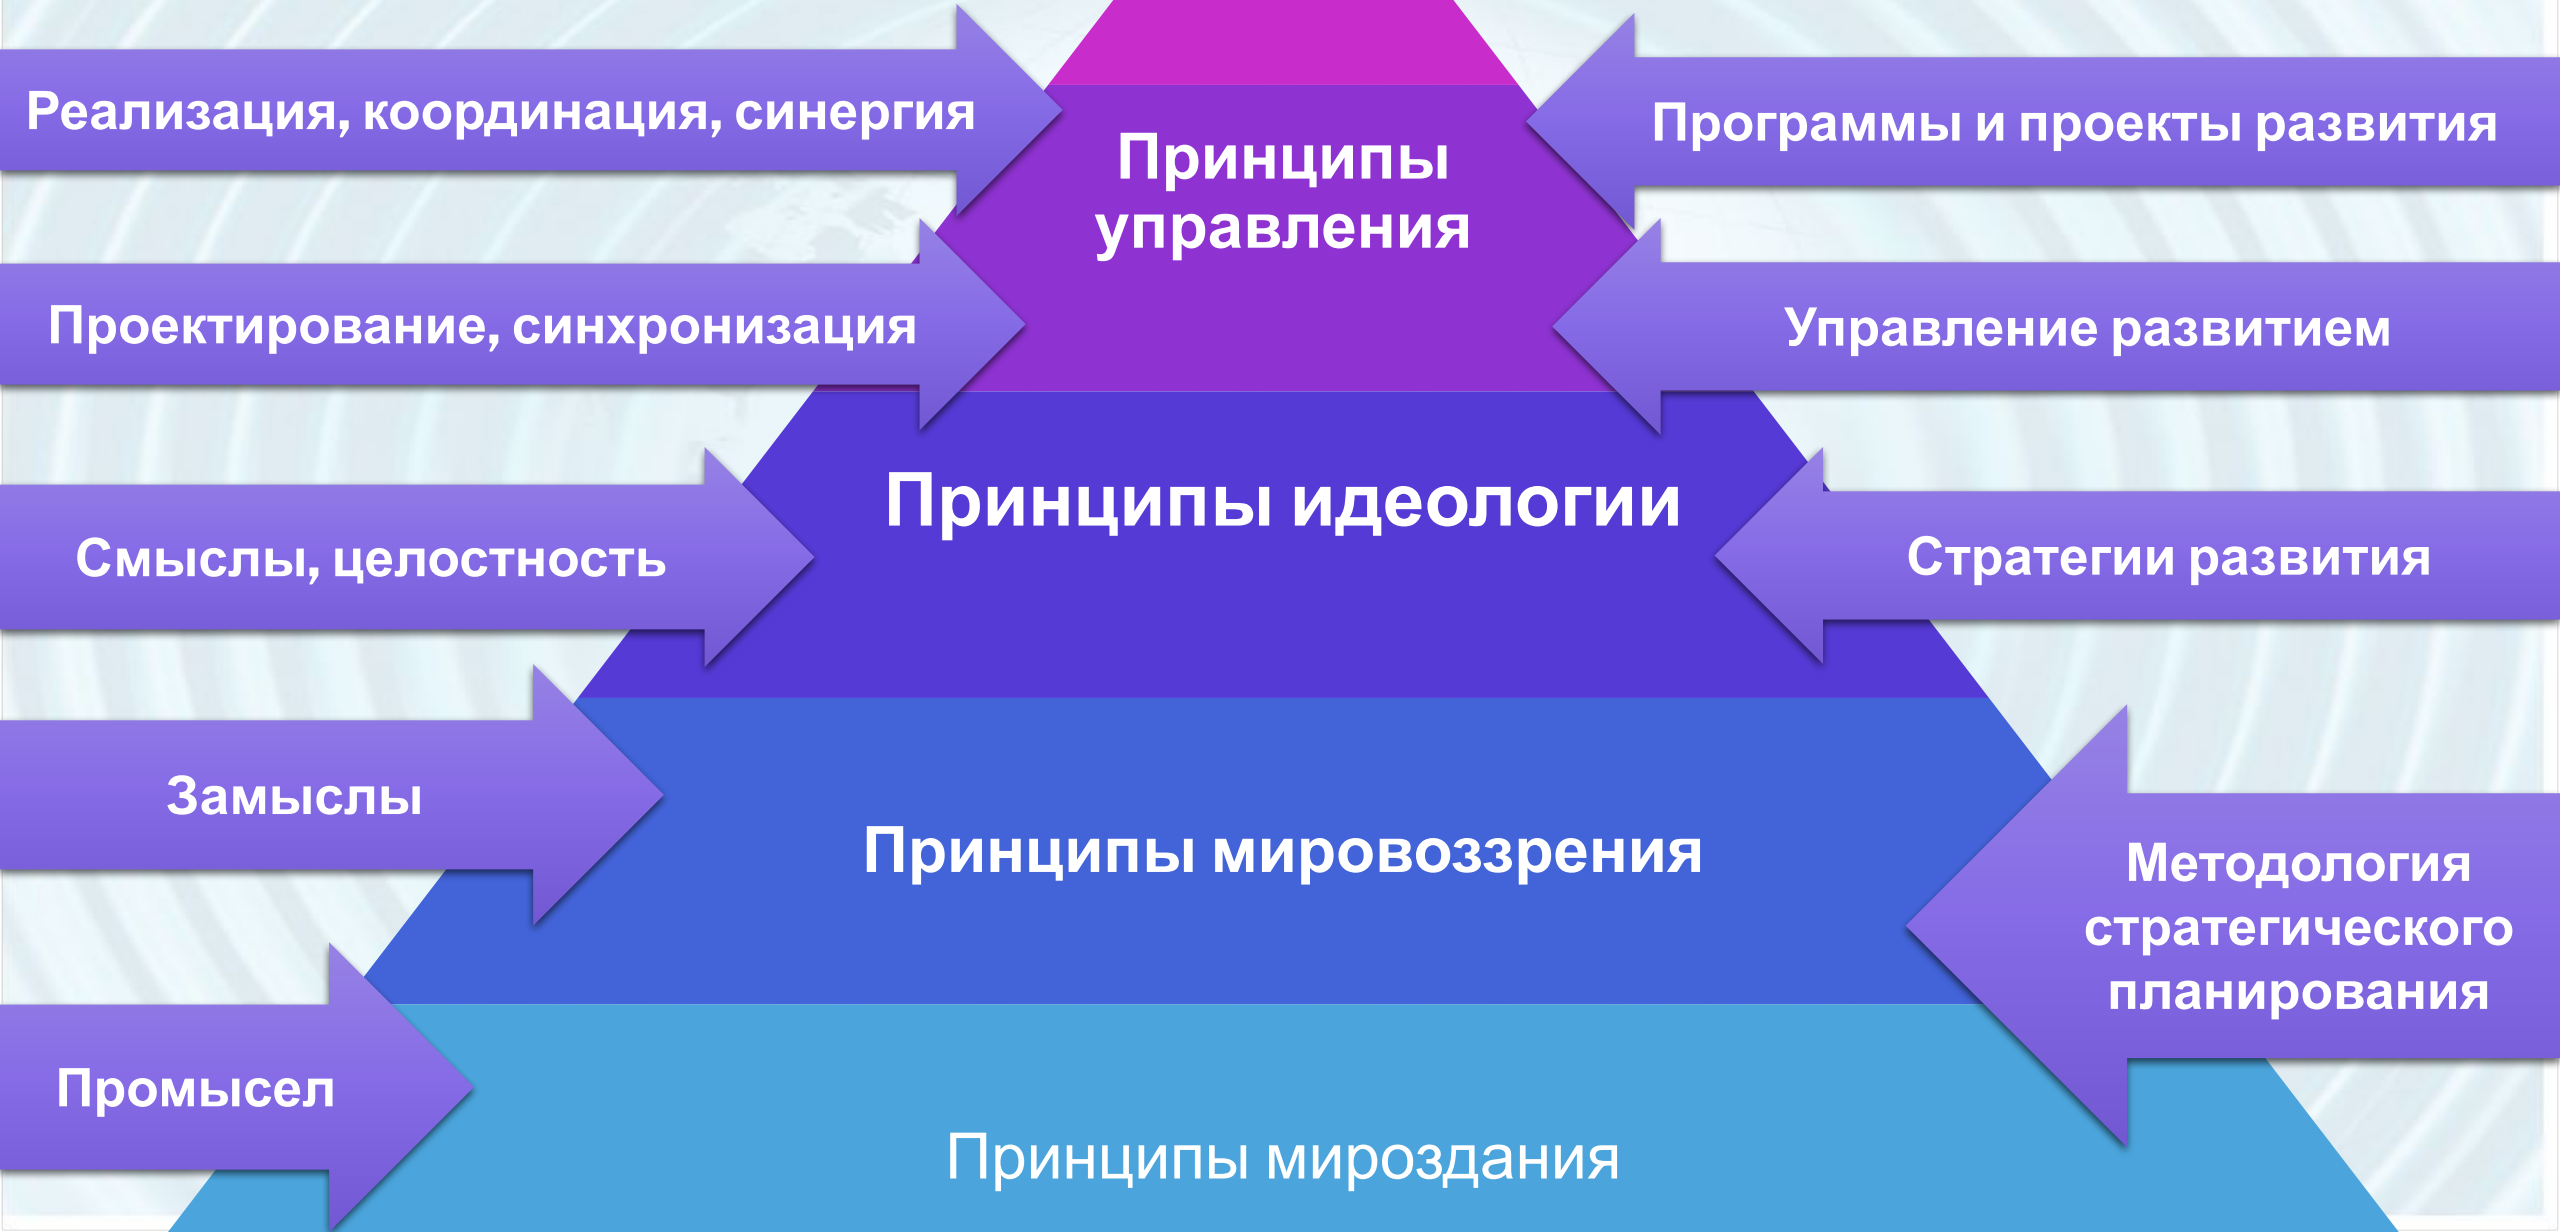 Реализация, координация, синергия
Программы и проекты развития
Принципы
управления
Проектирование, синхронизация
Управление развитием
Принципы идеологии
Смыслы, целостность
Стратегии развития
Замыслы
Принципы мировоззрения
Методология
стратегического
планирования
Промысел
Принципы мироздания